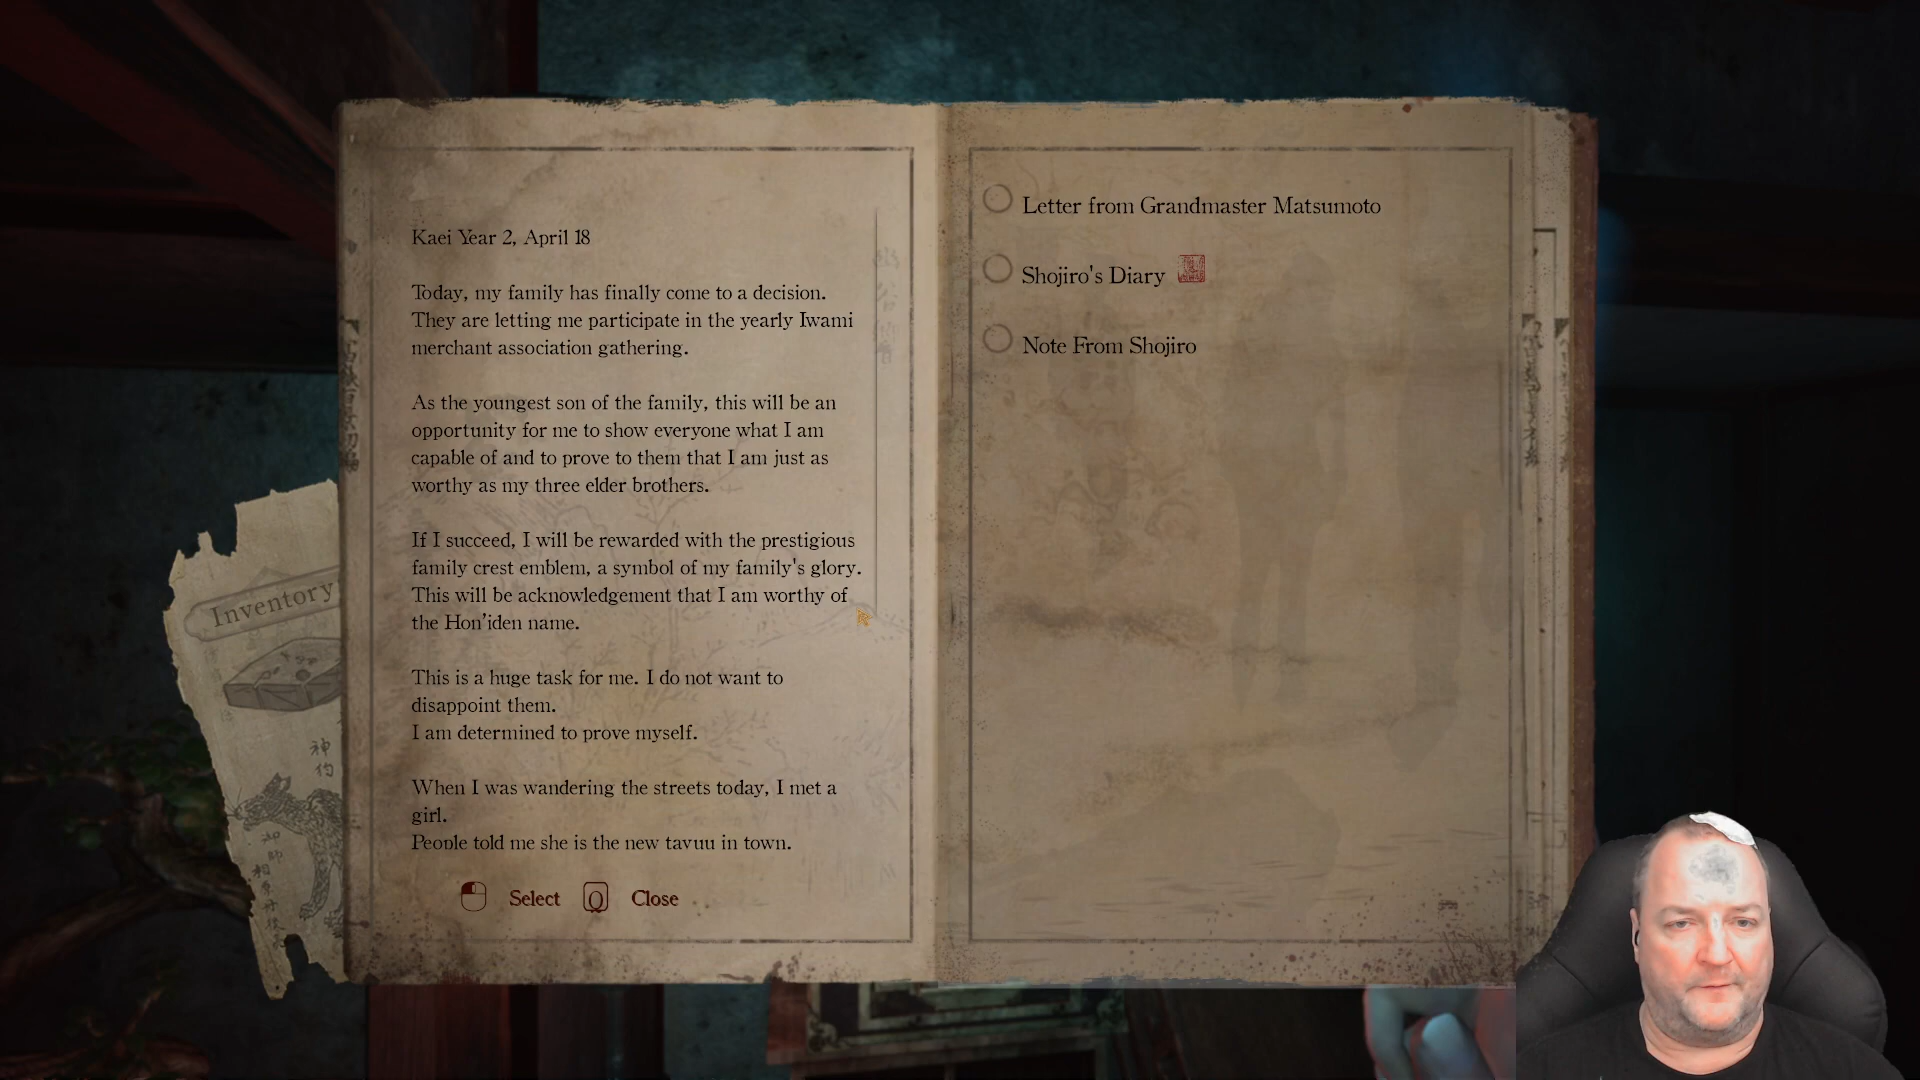 Kaei Year 2, April 18
Today, my family has finally come to a decision.
They are letting me participate in the yearly Iwami
merchant association gathering.
As the youngest son of the family, this will be an
opportunity for me to show everyone what I am
capable of and to prove to them that I am just as
worthy as my three elder brothers.
If I succeed, I will be rewarded with the prestigious
family crest emblem, a symbol of my family's glory.
This will be acknowledgement that I am worthy of
the Hon'iden name.
This is a huge task for me. I do not want to
disappoint them.
I am determined to prove myself.
When I was wandering the streets today, I met a
girl.
People told me she is the new tayuu in town.
Select
Q
Close
Letter from Grandmaster Matsumoto
Shojiro's Diary
Note From Shojiro
Inventory
神